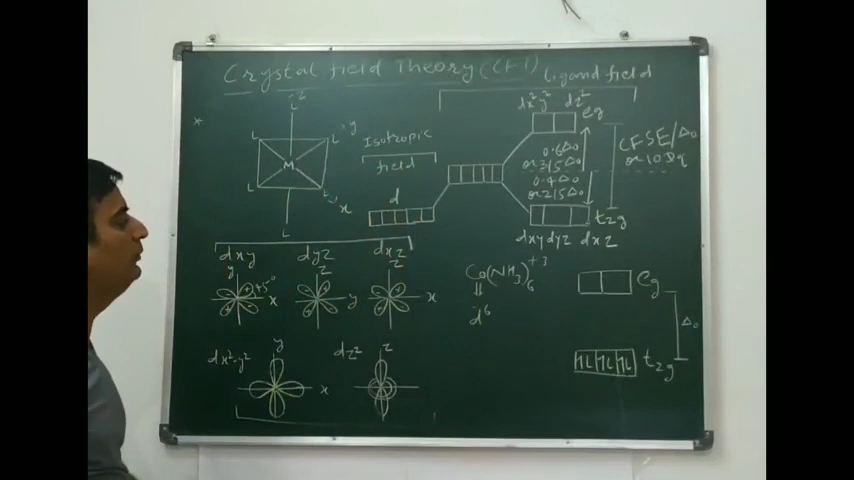 Crystal field Theory (CFT)
Ligand field
*
L z
L
L y
M
L
L
x
L
Isotropic
field
d
dx²y² dz²
eg
0.6Δo
or 3/5Δo
0.4Δo
or 2/5Δo
CFSE/Δo
or 10Dq
t2g
dxy dyz dxz
dxy
dyz
dxz
y
45°
x
z
y
z
x
Co(NH3)6 +3
d6
eg
Δo
t2g
dx²-y²
y
x
dz²
z